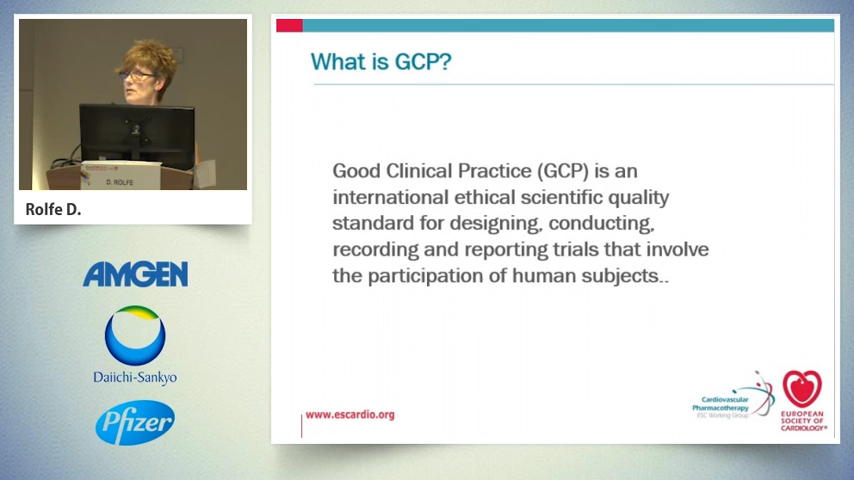 D. ROLFE
Rolfe D.
AMGEN
Daiichi-Sankyo
Pfizer
What is GCP?
Good Clinical Practice (GCP) is an
international ethical scientific quality
standard for designing, conducting,
recording and reporting trials that involve
the participation of human subjects..
www.escardio.org
Cardiovascular
Pharmacotherapy
ESC Working Group
EUROPEAN
SOCIETY OF
CARDIOLOGY®